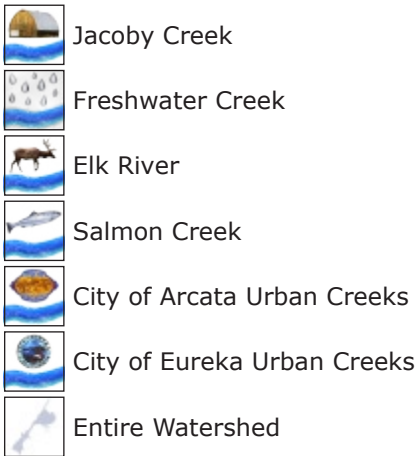 Jacoby Creek
Freshwater Creek
Elk River
Salmon Creek
City of Arcata Urban Creeks
City of Eureka Urban Creeks
Entire Watershed